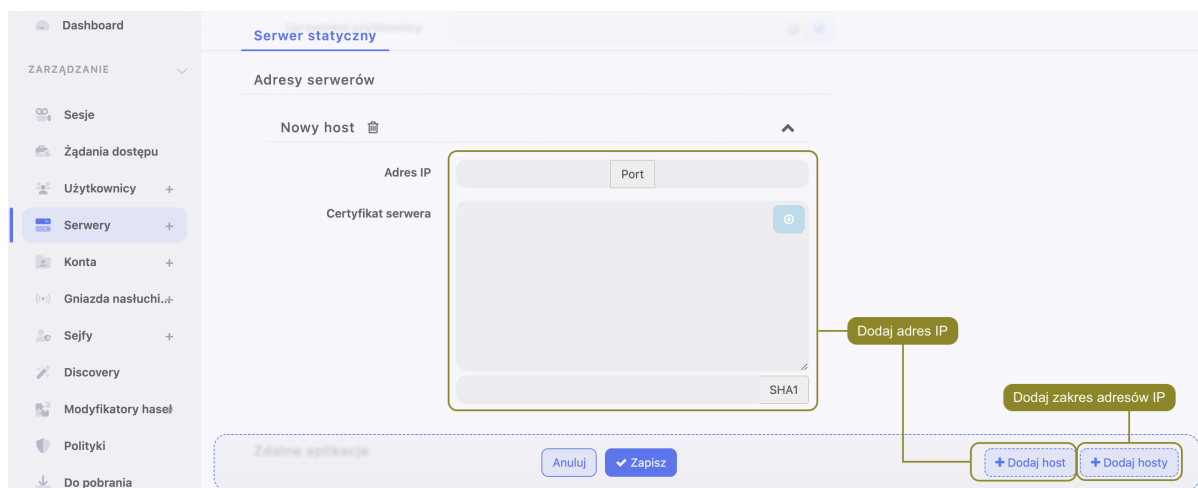 Dashboard
Serwer statyczny
ZARZĄDZANIE
Adresy serwerów
Sesje
Nowy host
Żądania dostępu
Adres IP
Port
Użytkownicy +
Certyfikat serwera
Serwery +
Konta +
Gniazda nasłuchi..+
Dodaj adres IP
Sejfy +
Discovery
SHA1
Dodaj zakres adresów IP
Modyfikatory haseł
Polityki
Zdalne aplikacje
Anuluj
Zapisz
+ Dodaj host
+ Dodaj hosty
Do pobrania